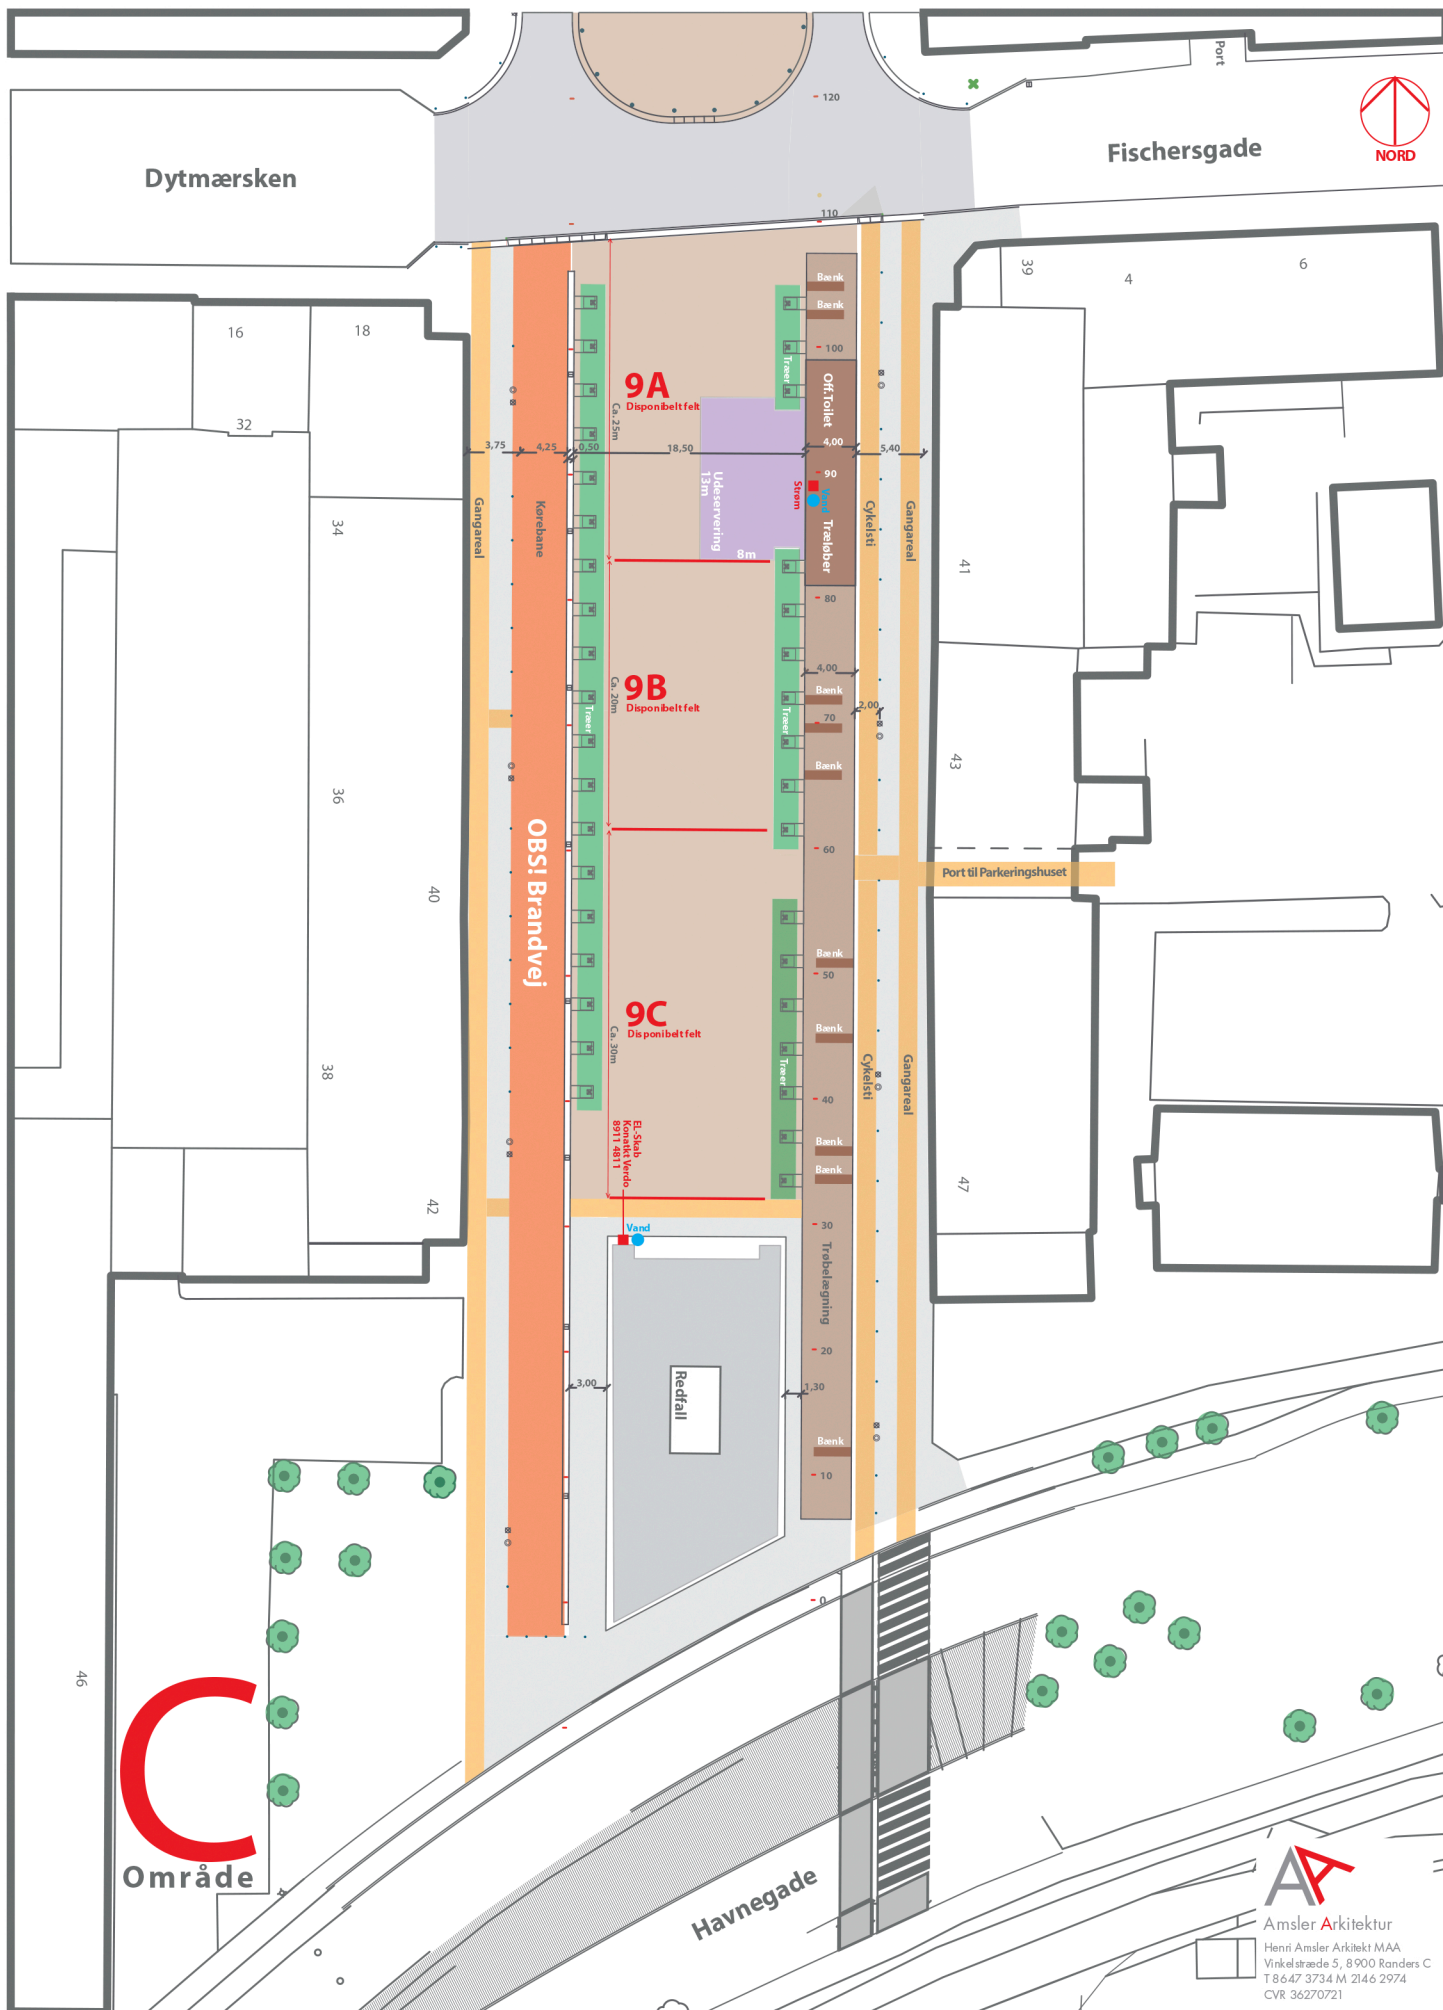 Port
120
Dytmærsken
Fischersgade
NORD
110
39
4
6
Bænk
Bænk
16
18
32
100
Træer
9A
Disponibelt felt
Ca. 25m
Off.Toilet
3,75
4,25
0,50
18,50
4,00
5,40
90
Strøm
Vand
Udeservering
13m
8m
Træløber
Gangareal
Kørebane
Cykelsti
Gangareal
34
41
80
4,00
9B
Disponibelt felt
Ca. 20m
Træer
Træer
Bænk
70
2,00
Bænk
43
36
60
OBS! Brandvej
Port til Parkeringshuset
40
Bænk
50
9C
Disponibelt felt
Ca. 30m
Bænk
Træer
38
Cykelsti
Gangareal
40
EL-Skab
Konatkt Verdo
8911 4811
Bænk
Bænk
42
47
Vand
30
Trøbelægning
20
Redfall
3,00
1,30
Bænk
10
0
46
C
Område
Havnegade
AA
Amsler Arkitektur
Henri Amsler Arkitekt MAA
Vinkelstræde 5, 8900 Randers C
T 8647 3734 M 2146 2974
CVR 36270721